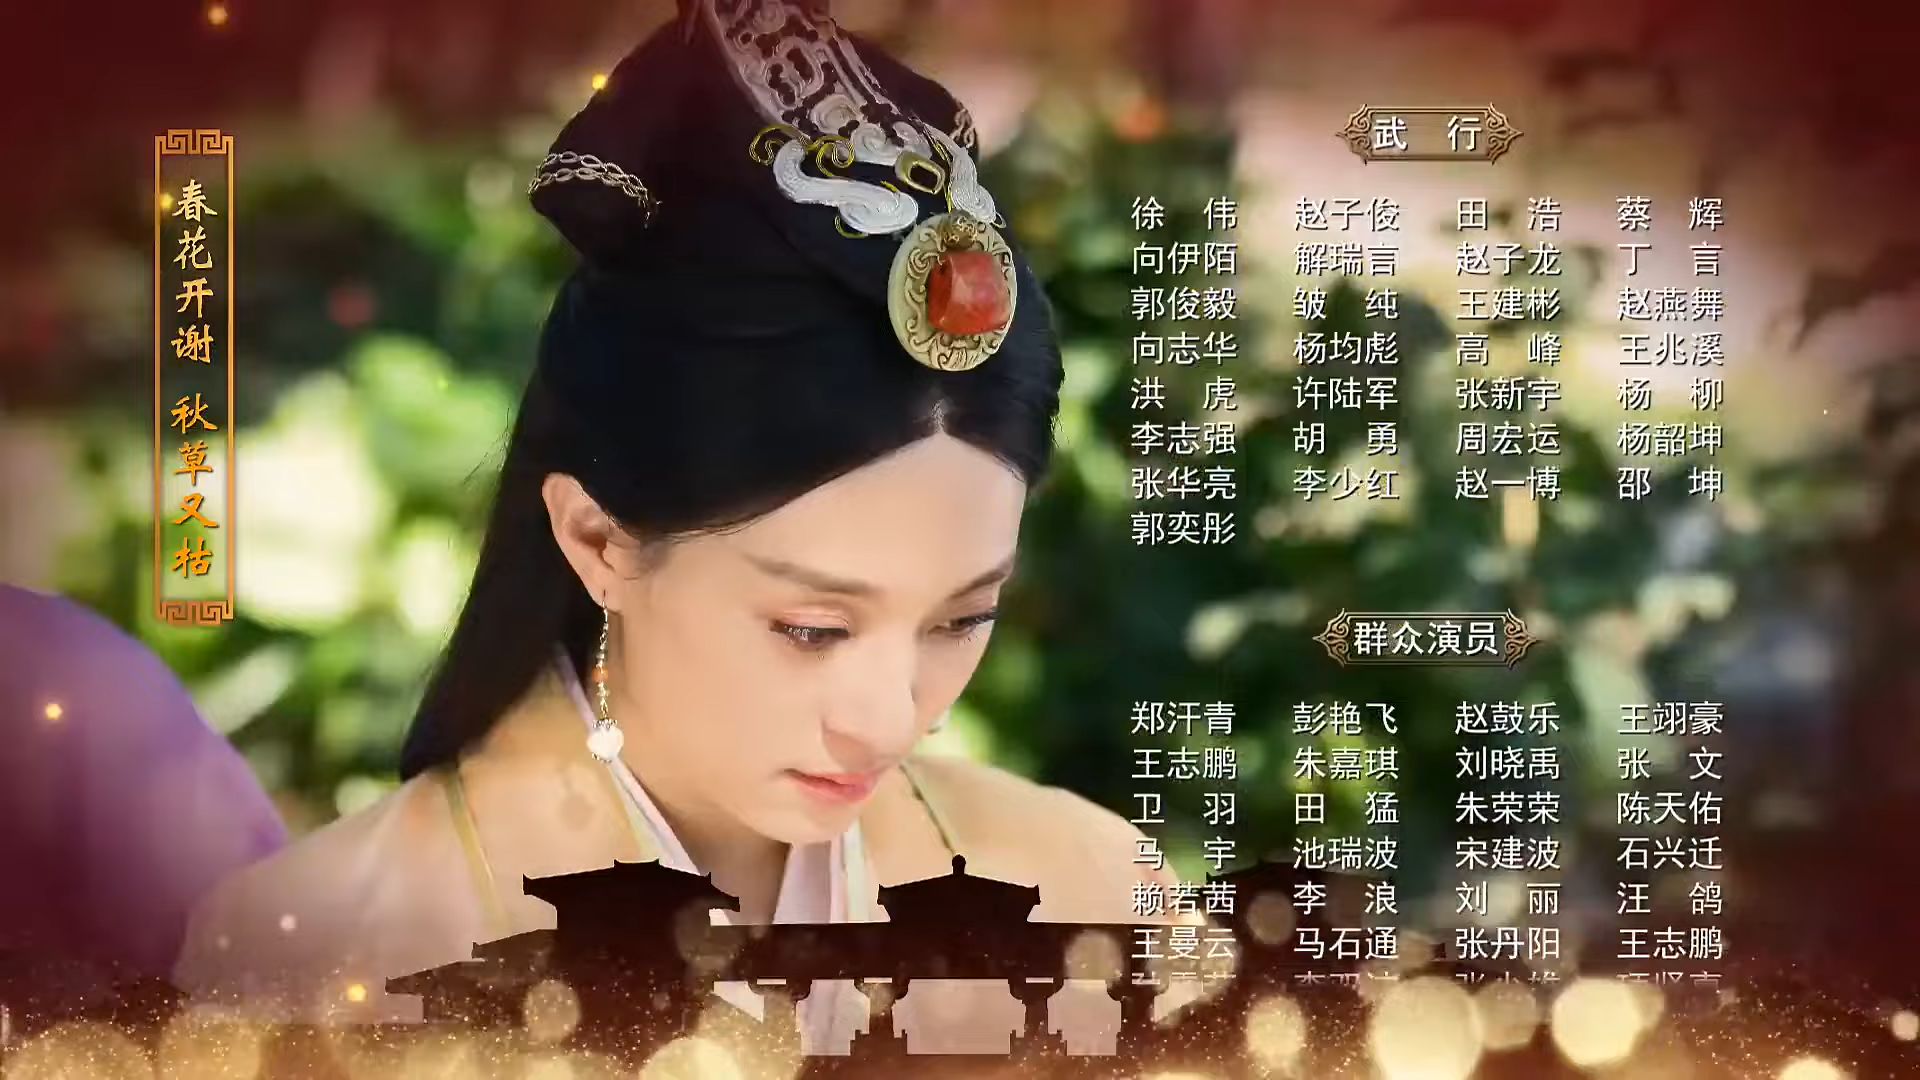 春花开谢 秋草又枯
武 行
徐 伟 赵子俊 田 浩 蔡 辉
向伊陌 解瑞言 赵子龙 丁 言
郭俊毅 皱 纯 王建彬 赵燕舞
向志华 杨均彪 高 峰 王兆溪
洪 虎 许陆军 张新宇 杨 柳
李志强 胡 勇 周宏运 杨韶坤
张华亮 李少红 赵一博 邵 坤
郭奕彤
群众演员
郑汗青 彭艳飞 赵鼓乐 王翊豪
王志鹏 朱嘉琪 刘晓禹 张 文
卫 羽 田 猛 朱荣荣 陈天佑
马 宇 池瑞波 宋建波 石兴迁
赖若茜 李 浪 刘 丽 汪 鸽
王曼云 马石通 张丹阳 王志鹏